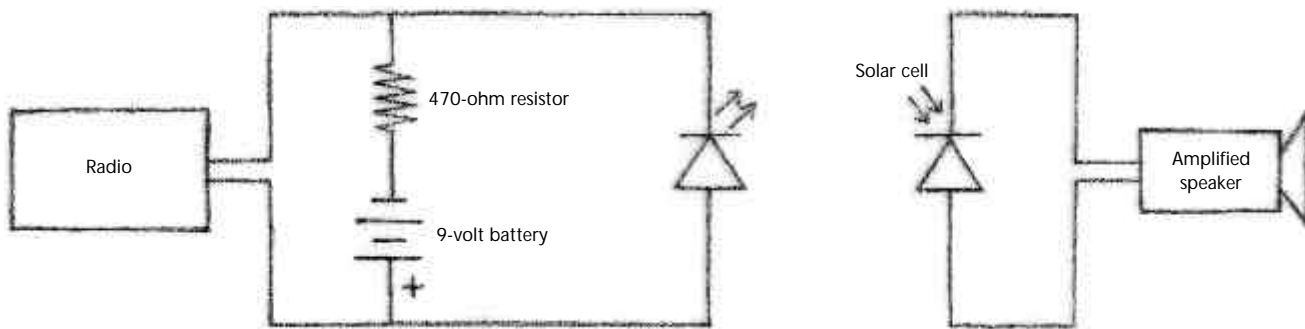 Solar cell
470-ohm resistor
Radio
Amplified
speaker
9-volt battery
+